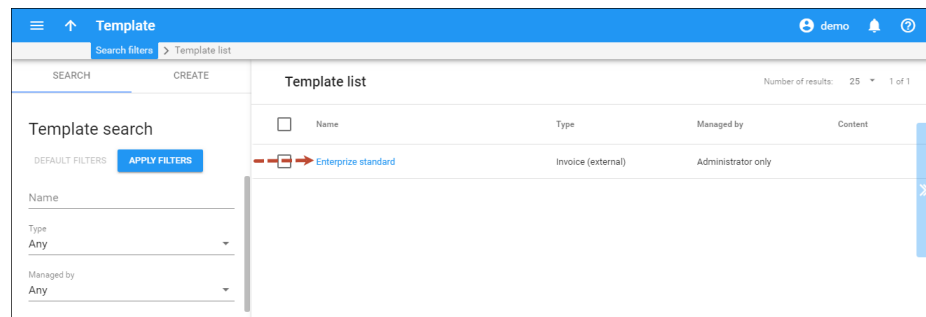 Template
demo
Search filters > Template list
SEARCH
CREATE
Template search
DEFAULT FILTERS
APPLY FILTERS
Name
Type
Any
Managed by
Any
Template list
Number of results: 25 1 of 1
Name Type Managed by Content
Enterprize standard Invoice (external) Administrator only